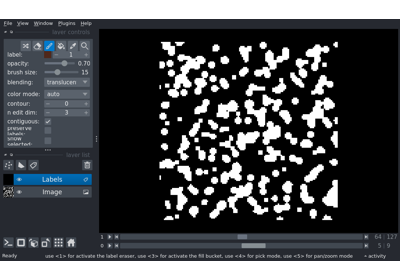 File View Window Plugins Help
layer controls
label: 1
opacity: 0.70
brush size: 15
blending: translucen
color mode: auto
contour: 0
n edit dim: 3
contiguous:
preserve labels:
show selected:
layer list
Labels
Image
1 64 127
0 5 9
Ready use <1> for activate the label eraser, use <3> for activate the fill bucket, use <4> for pick mode, use <5> for pan/zoom mode activity